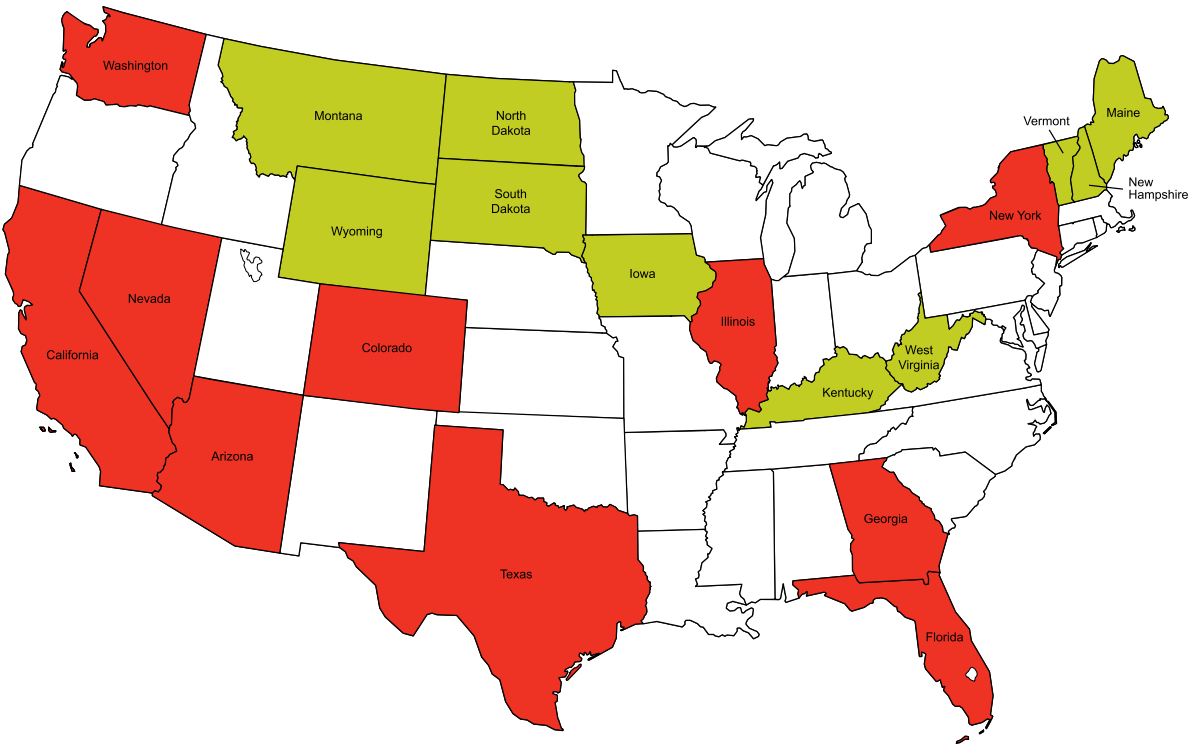 Washington
Montana
North
Dakota
Vermont
Maine
South
Dakota
New
Hampshire
New York
Wyoming
Iowa
Nevada
Illinois
Colorado
California
West
Virginia
Kentucky
Arizona
Georgia
Texas
Florida